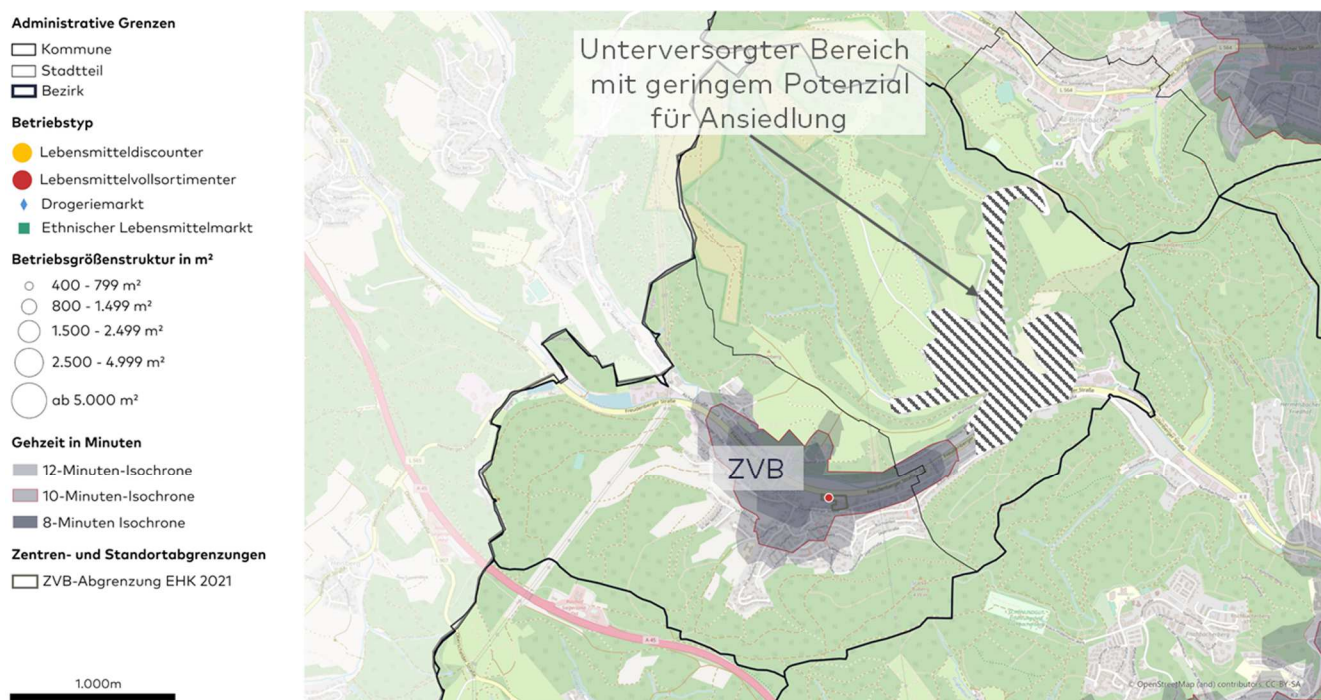 Administrative Grenzen
Kommune
Stadtteil
Bezirk
Betriebstyp
Lebensmitteldiscounter
Lebensmittelvollsortimenter
Drogeriemarkt
Ethnischer Lebensmittelmarkt
Betriebsgrößenstruktur in m²
400 - 799 m²
800 - 1.499 m²
1.500 - 2.499 m²
2.500 - 4.999 m²
ab 5.000 m²
Gehzeit in Minuten
12-Minuten-Isochrone
10-Minuten-Isochrone
8-Minuten Isochrone
Zentren- und Standortabgrenzungen
ZVB-Abgrenzung EHK 2021
1.000m
Unterversorgter Bereich
mit geringem Potenzial
für Ansiedlung
ZVB
A 45
© OpenStreetMap (and) contributors, CC-BY-SA